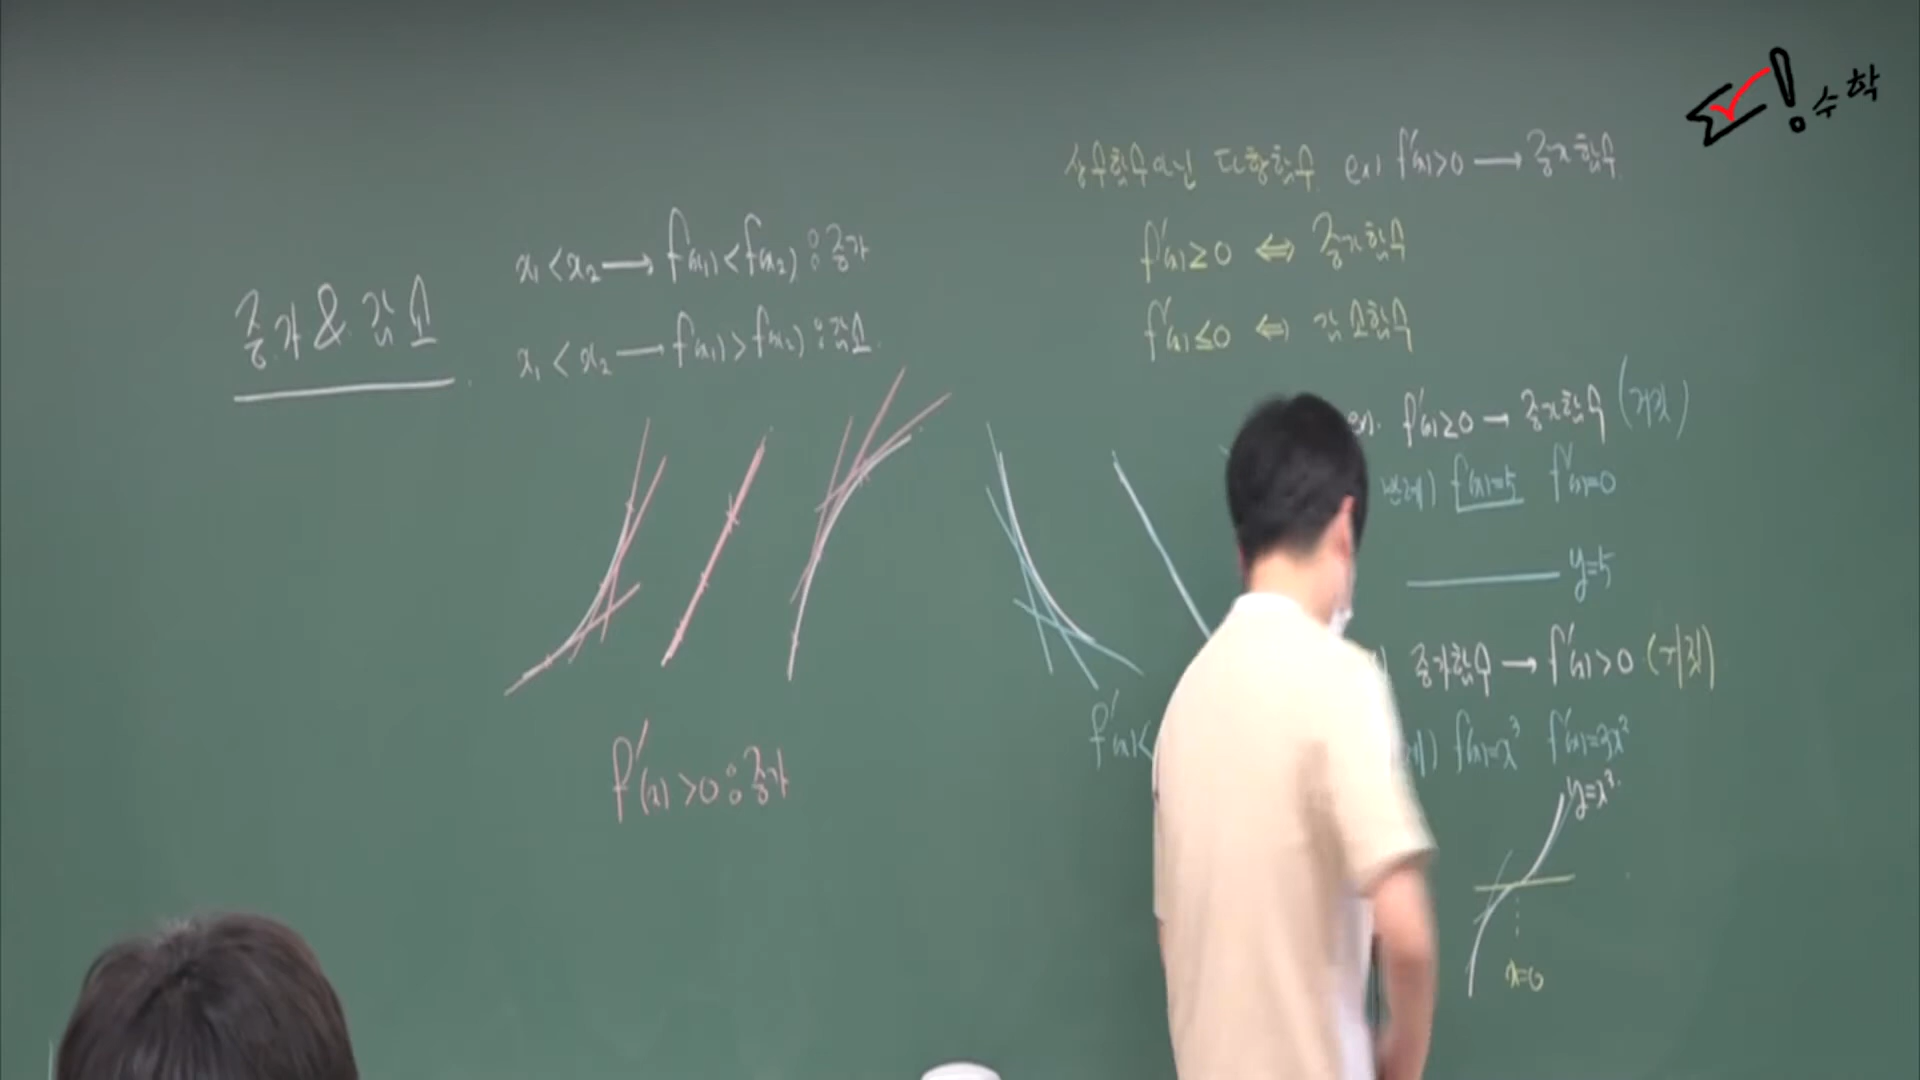 증가 & 감소
x₁ < x₂ → f(x₁) < f(x₂) : 증가
x₁ < x₂ → f(x₁) > f(x₂) : 감소
f'(x) > 0 : 증가
f'(x) <
상수함수아닌 다항함수
f'(x) ≥ 0 ⇔ 증가함수
f'(x) ≤ 0 ⇔ 감소함수
ex) f'(x) > 0 → 증가함수
ex). f'(x) ≥ 0 → 증가함수 (거짓)
반례) f(x)=5 f'(x)=0
y=5
증가함수 → f'(x) > 0 (거짓)
f(x)=x³ f'(x)=3x²
y=x³
x=0
수학